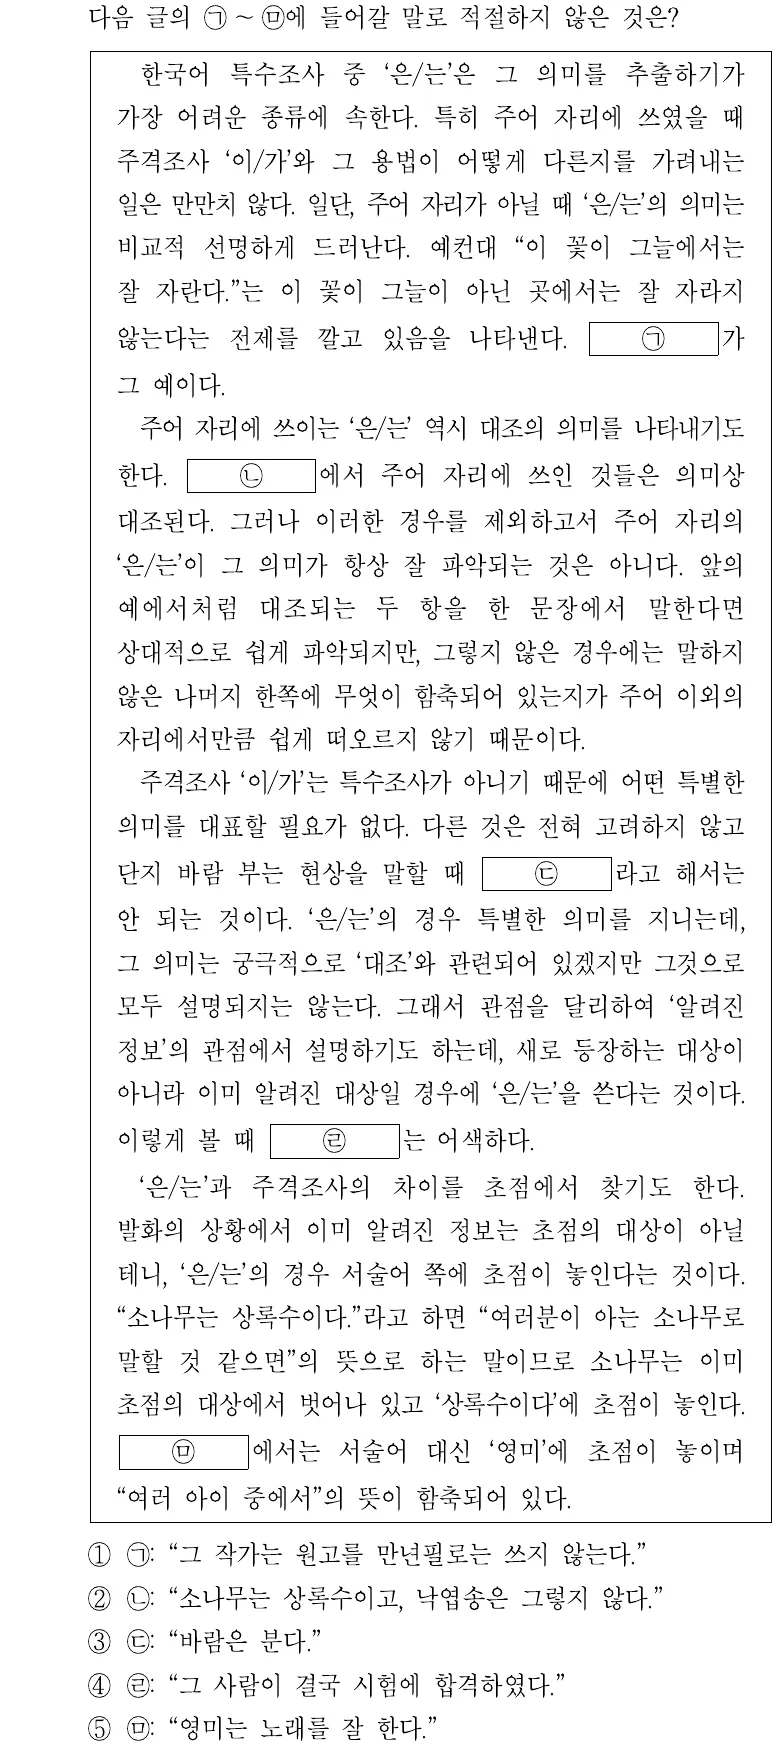 다음 글의 ㉠ ~ ㉤에 들어갈 말로 적절하지 않은 것은?
한국어 특수조사 중 ‘은/는’은 그 의미를 추출하기가
가장 어려운 종류에 속한다. 특히 주어 자리에 쓰였을 때
주격조사 ‘이/가’와 그 용법이 어떻게 다른지를 가려내는
일은 만만치 않다. 일단, 주어 자리가 아닐 때 ‘은/는’의 의미는
비교적 선명하게 드러난다. 예컨대 “이 꽃이 그늘에서는
잘 자란다.”는 이 꽃이 그늘이 아닌 곳에서는 잘 자라지
않는다는 전제를 깔고 있음을 나타낸다. ㉠가
그 예이다.
주어 자리에 쓰이는 ‘은/는’ 역시 대조의 의미를 나타내기도
한다. ㉡에서 주어 자리에 쓰인 것들은 의미상
대조된다. 그러나 이러한 경우를 제외하고서 주어 자리의
‘은/는’이 그 의미가 항상 잘 파악되는 것은 아니다. 앞의
예에서처럼 대조되는 두 항을 한 문장에서 말한다면
상대적으로 쉽게 파악되지만, 그렇지 않은 경우에는 말하지
않은 나머지 한쪽에 무엇이 함축되어 있는지가 주어 이외의
자리에서만큼 쉽게 떠오르지 않기 때문이다.
주격조사 ‘이/가’는 특수조사가 아니기 때문에 어떤 특별한
의미를 대표할 필요가 없다. 다른 것은 전혀 고려하지 않고
단지 바람 부는 현상을 말할 때 ㉢라고 해서는
안 되는 것이다. ‘은/는’의 경우 특별한 의미를 지니는데,
그 의미는 궁극적으로 ‘대조’와 관련되어 있겠지만 그것으로
모두 설명되지는 않는다. 그래서 관점을 달리하여 ‘알려진
정보’의 관점에서 설명하기도 하는데, 새로 등장하는 대상이
아니라 이미 알려진 대상일 경우에 ‘은/는’을 쓴다는 것이다.
이렇게 볼 때 ㉣는 어색하다.
‘은/는’과 주격조사의 차이를 초점에서 찾기도 한다.
발화의 상황에서 이미 알려진 정보는 초점의 대상이 아닐
테니, ‘은/는’의 경우 서술어 쪽에 초점이 놓인다는 것이다.
“소나무는 상록수이다.”라고 하면 “여러분이 아는 소나무로
말할 것 같으면”의 뜻으로 하는 말이므로 소나무는 이미
초점의 대상에서 벗어나 있고 ‘상록수이다’에 초점이 놓인다.
㉤에서는 서술어 대신 ‘영미’에 초점이 놓이며
“여러 아이 중에서”의 뜻이 함축되어 있다.
① ㉠: “그 작가는 원고를 만년필로는 쓰지 않는다.”
② ㉡: “소나무는 상록수이고, 낙엽송은 그렇지 않다.”
③ ㉢: “바람은 분다.”
④ ㉣: “그 사람이 결국 시험에 합격하였다.”
⑤ ㉤: “영미는 노래를 잘 한다.”